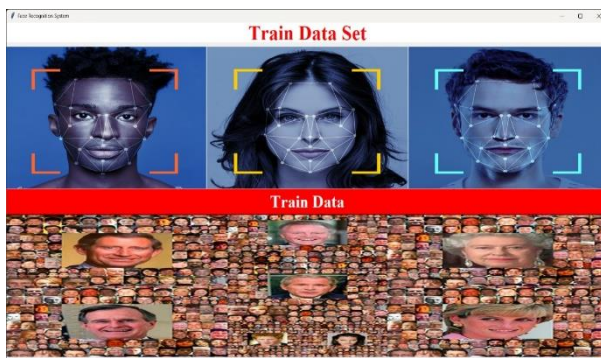 Face Recognition System
Train Data Set
Train Data